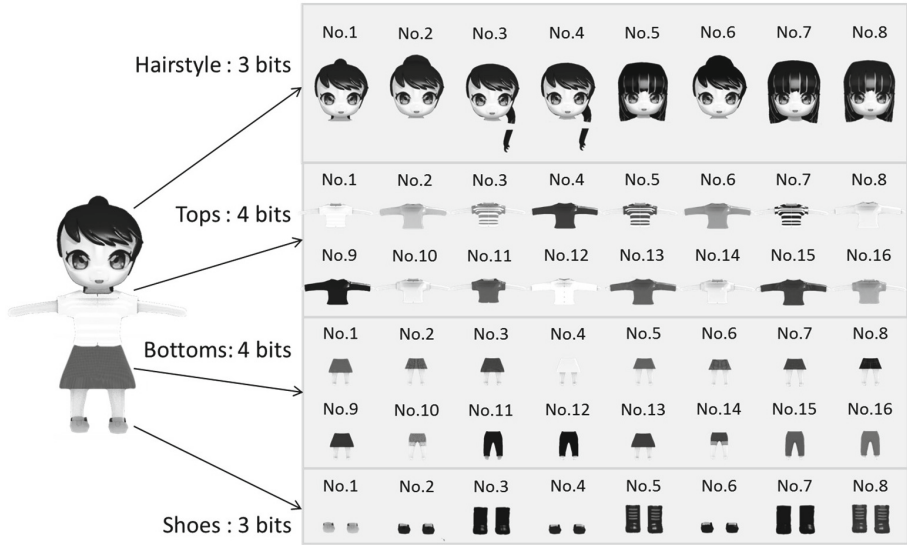 Hairstyle : 3 bits
No.1 No.2 No.3 No.4 No.5 No.6 No.7 No.8
Tops : 4 bits
No.1 No.2 No.3 No.4 No.5 No.6 No.7 No.8
No.9 No.10 No.11 No.12 No.13 No.14 No.15 No.16
Bottoms: 4 bits
No.1 No.2 No.3 No.4 No.5 No.6 No.7 No.8
No.9 No.10 No.11 No.12 No.13 No.14 No.15 No.16
Shoes : 3 bits
No.1 No.2 No.3 No.4 No.5 No.6 No.7 No.8